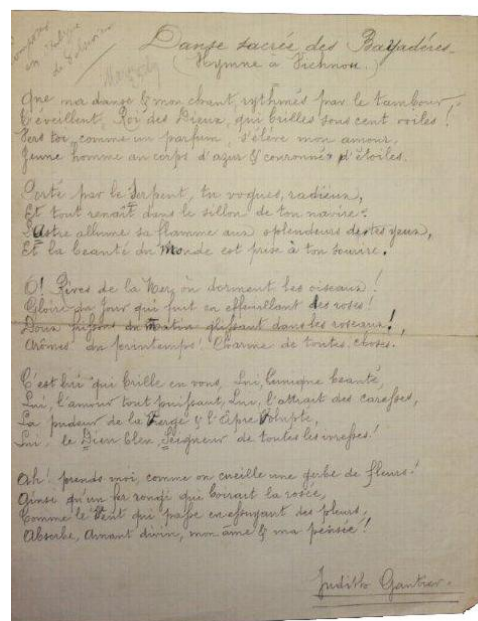 Danse sacrée des Bayadères.
(Hymne à Vichnou.)
Que ma danse & mon chant, rythmés par le tambour,
T'éveillent, Roi des Dieux, qui brilles sous cent voiles!
Vers toi, comme un parfum, s'élève mon amour,
Jeune homme au corps d'azur & couronné d'étoiles.
Porté par le Serpent, tu vogues, radieux,
Et tout renaît dans le sillon de ton navire:
L'astre allume sa flamme aux splendeurs de tes yeux,
Et la beauté du Monde est prise à ton sourire.
O! Rives de la Mer, où dorment les oiseaux!
Gloire du Jour qui fuit en effeuillant des roses!
Doux frissons du Matin glissant dans les roseaux!,
Arômes du printemps! Charme de toutes choses.
C'est lui qui brille en vous, Lui, l'unique beauté,
Lui, l'amour tout puissant, Lui, l'attrait des caresses,
La pudeur de la Vierge & l'âpre Volupté,
Lui, le Dieu bleu, Seigneur de toutes les ivresses!
Ah! prends-moi, comme on cueille une gerbe de fleurs!
Ainsi qu'un fer rougi qui boirait la rosée,
Comme le Vent qui passe en essuyant des pleurs,
Absorbe, Amant divin, mon âme & ma pensée!
Judith Gautier.